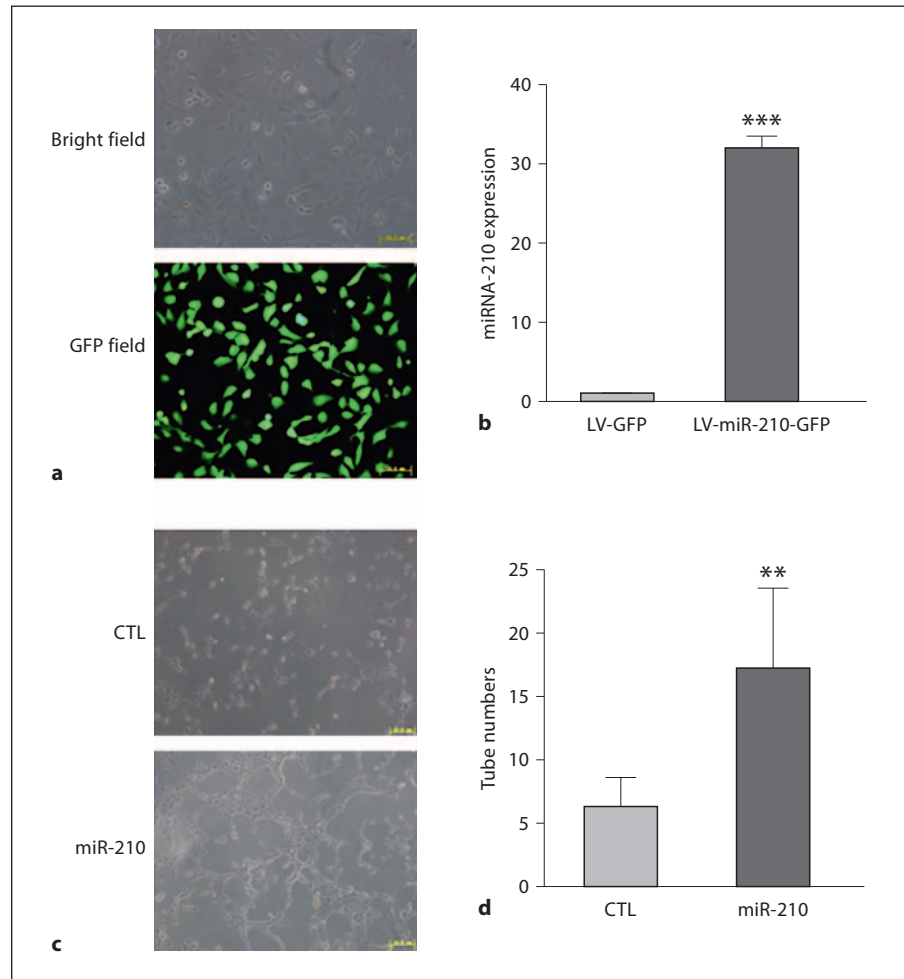 Bright field
GFP field
a
miRNA-210 expression
40
30
20
10
0
***
LV-GFP
LV-miR-210-GFP
b
CTL
miR-210
c
Tube numbers
25
20
15
10
5
0
**
CTL
miR-210
d